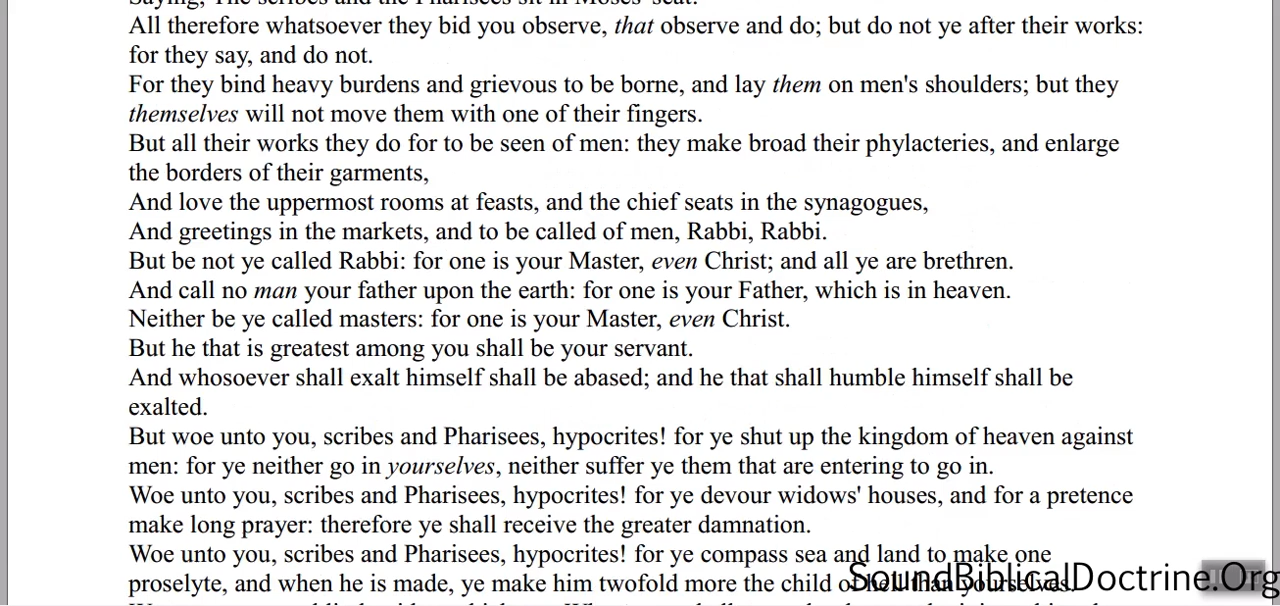 Saying, The scribes and the Pharisees sit in Moses' seat:
All therefore whatsoever they bid you observe, that observe and do; but do not ye after their works:
for they say, and do not.
For they bind heavy burdens and grievous to be borne, and lay them on men's shoulders; but they
themselves will not move them with one of their fingers.
But all their works they do for to be seen of men: they make broad their phylacteries, and enlarge
the borders of their garments,
And love the uppermost rooms at feasts, and the chief seats in the synagogues,
And greetings in the markets, and to be called of men, Rabbi, Rabbi.
But be not ye called Rabbi: for one is your Master, even Christ; and all ye are brethren.
And call no man your father upon the earth: for one is your Father, which is in heaven.
Neither be ye called masters: for one is your Master, even Christ.
But he that is greatest among you shall be your servant.
And whosoever shall exalt himself shall be abased; and he that shall humble himself shall be
exalted.
But woe unto you, scribes and Pharisees, hypocrites! for ye shut up the kingdom of heaven against
men: for ye neither go in yourselves, neither suffer ye them that are entering to go in.
Woe unto you, scribes and Pharisees, hypocrites! for ye devour widows' houses, and for a pretence
make long prayer: therefore ye shall receive the greater damnation.
Woe unto you, scribes and Pharisees, hypocrites! for ye compass sea and land to make one
proselyte, and when he is made, ye make him twofold more the child of hell than yourselves.
SoundBiblicalDoctrine.Org